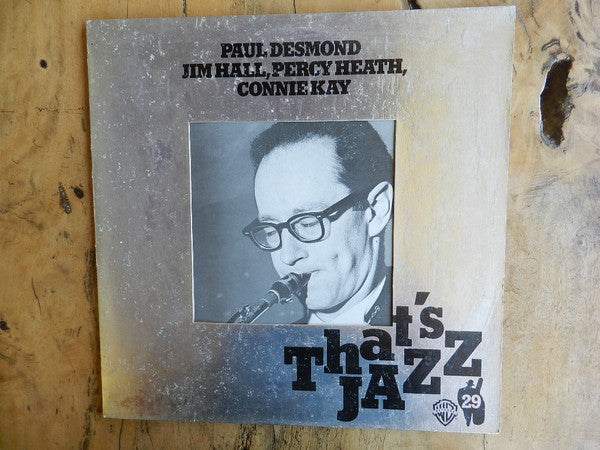 PAUL DESMOND
JIM HALL, PERCY HEATH,
CONNIE KAY
That's
JAZZ
29